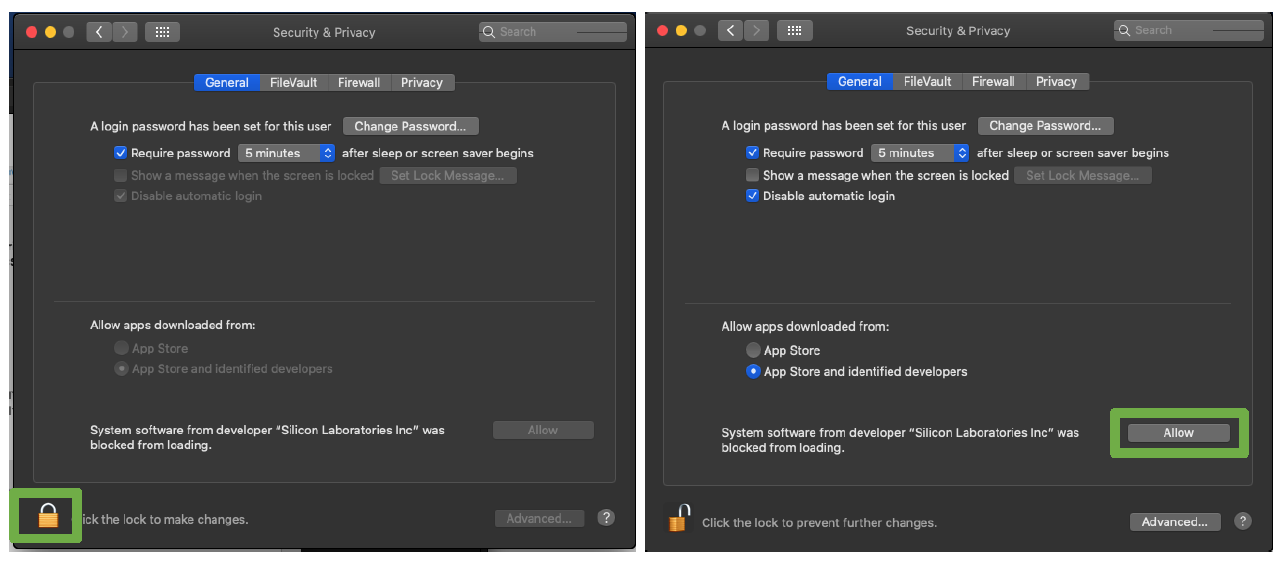 Security & Privacy
Search
General FileVault Firewall Privacy
A login password has been set for this user Change Password...
Require password 5 minutes after sleep or screen saver begins
Show a message when the screen is locked Set Lock Message...
Disable automatic login
Allow apps downloaded from:
App Store
App Store and identified developers
System software from developer “Silicon Laboratories Inc” was
blocked from loading.
Allow
ick the lock to make changes.
Advanced...
?
Security & Privacy
Search
General FileVault Firewall Privacy
A login password has been set for this user Change Password...
Require password 5 minutes after sleep or screen saver begins
Show a message when the screen is locked Set Lock Message...
Disable automatic login
Allow apps downloaded from:
App Store
App Store and identified developers
System software from developer “Silicon Laboratories Inc” was
blocked from loading.
Allow
Click the lock to prevent further changes.
Advanced...
?